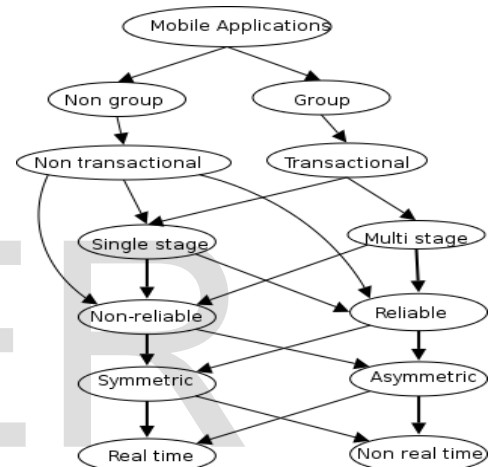 Mobile Applications
Non group
Group
Non transactional
Transactional
Single stage
Multi stage
Non-reliable
Reliable
Symmetric
Asymmetric
Real time
Non real time
ER